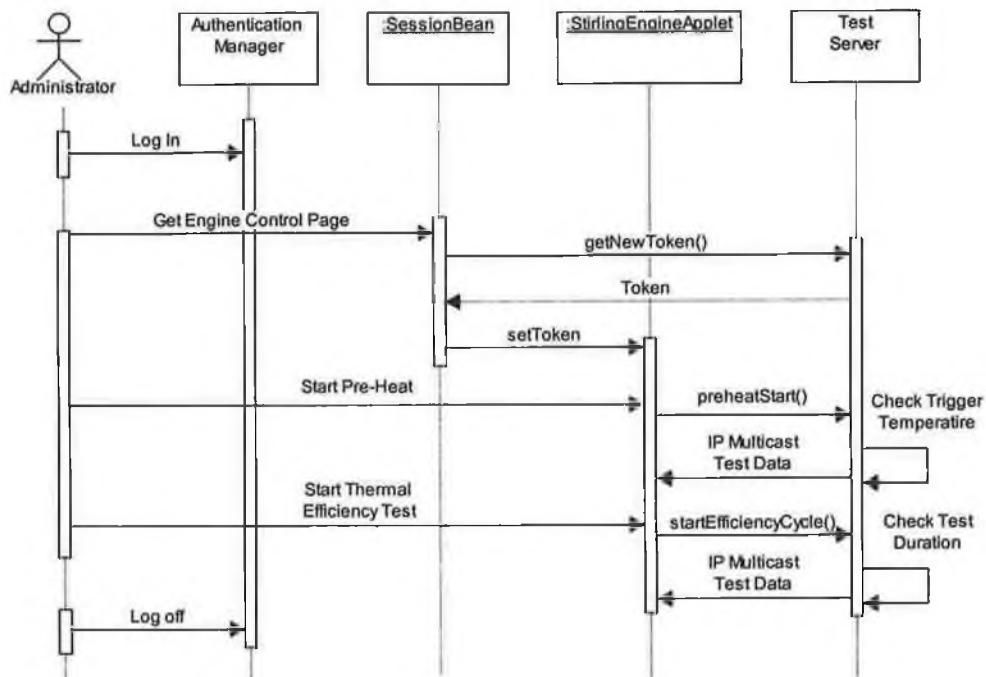 Administrator
Authentication
Manager
:SessionBean
:StirlingEngineApplet
Test
Server
Log In
Get Engine Control Page
getNewToken()
Token
setToken
Start Pre-Heat
preheatStart()
Check Trigger
Temperatire
IP Multicast
Test Data
Start Thermal
Efficiency Test
startEfficiencyCycle()
Check Test
Duration
IP Multicast
Test Data
Log off